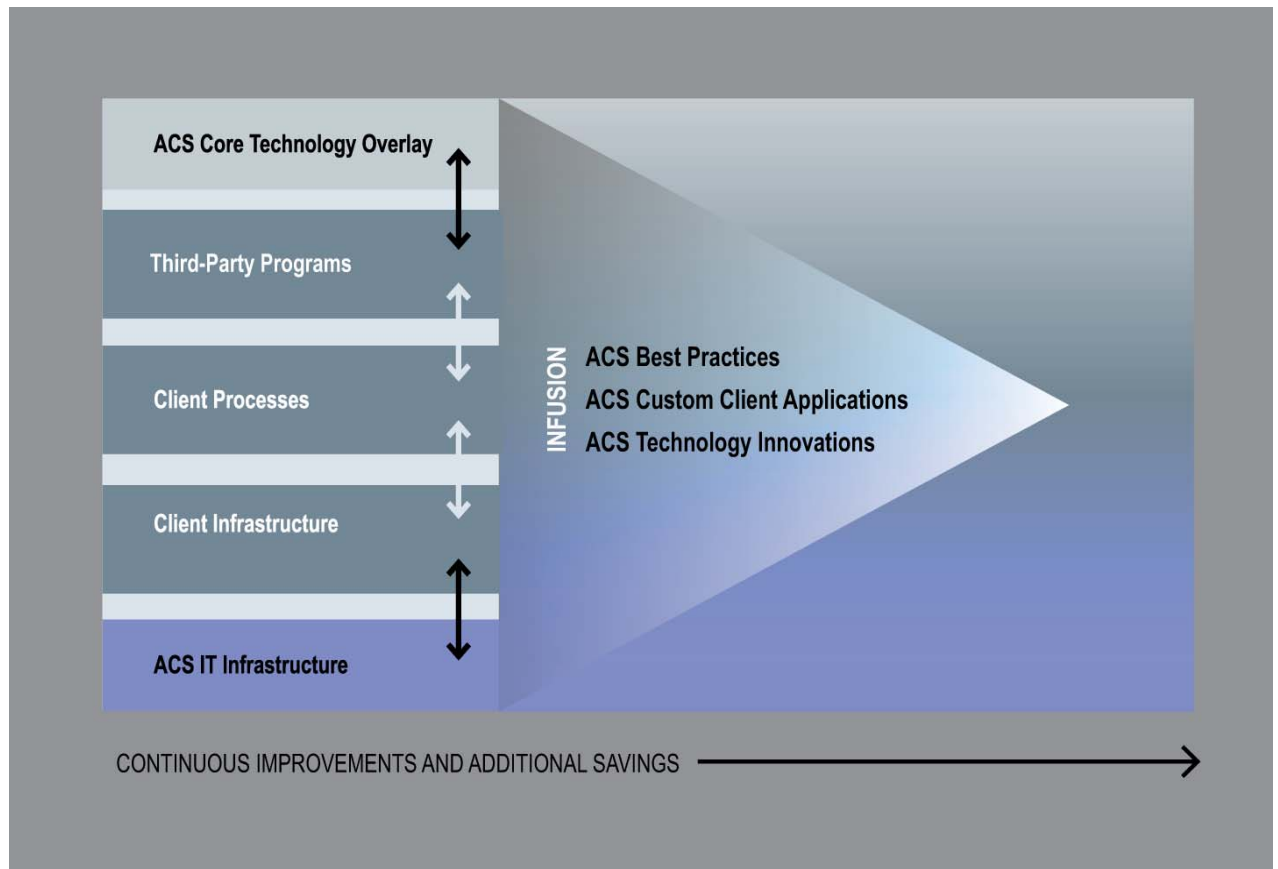 ACS Core Technology Overlay
Third-Party Programs
Client Processes
Client Infrastructure
ACS IT Infrastructure
INFUSION
ACS Best Practices
ACS Custom Client Applications
ACS Technology Innovations
CONTINUOUS IMPROVEMENTS AND ADDITIONAL SAVINGS